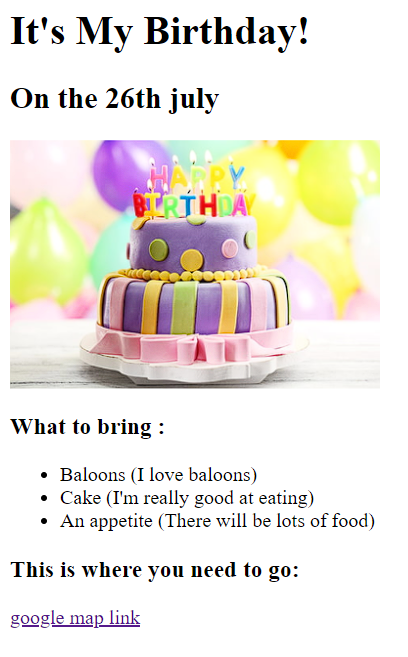 It's My Birthday!
On the 26th july
HAPPY
BIRTHDAY
What to bring :
Baloons (I love baloons)
Cake (I'm really good at eating)
An appetite (There will be lots of food)
This is where you need to go:
google map link